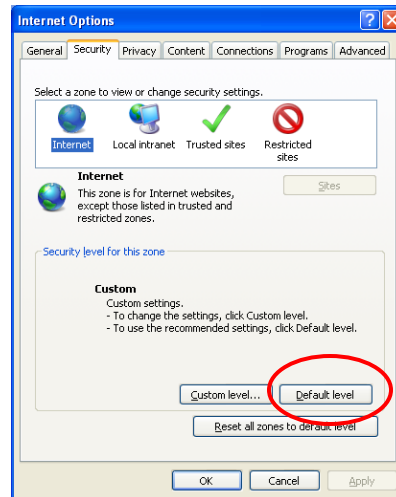 Internet Options
General Security Privacy Content Connections Programs Advanced
Select a zone to view or change security settings.
Internet Local intranet Trusted sites Restricted sites
Internet
This zone is for Internet websites,
except those listed in trusted and
restricted zones.
Sites
Security level for this zone
Custom
Custom settings.
- To change the settings, click Custom level.
- To use the recommended settings, click Default level.
Custom level... Default level
Reset all zones to default level
OK Cancel Apply